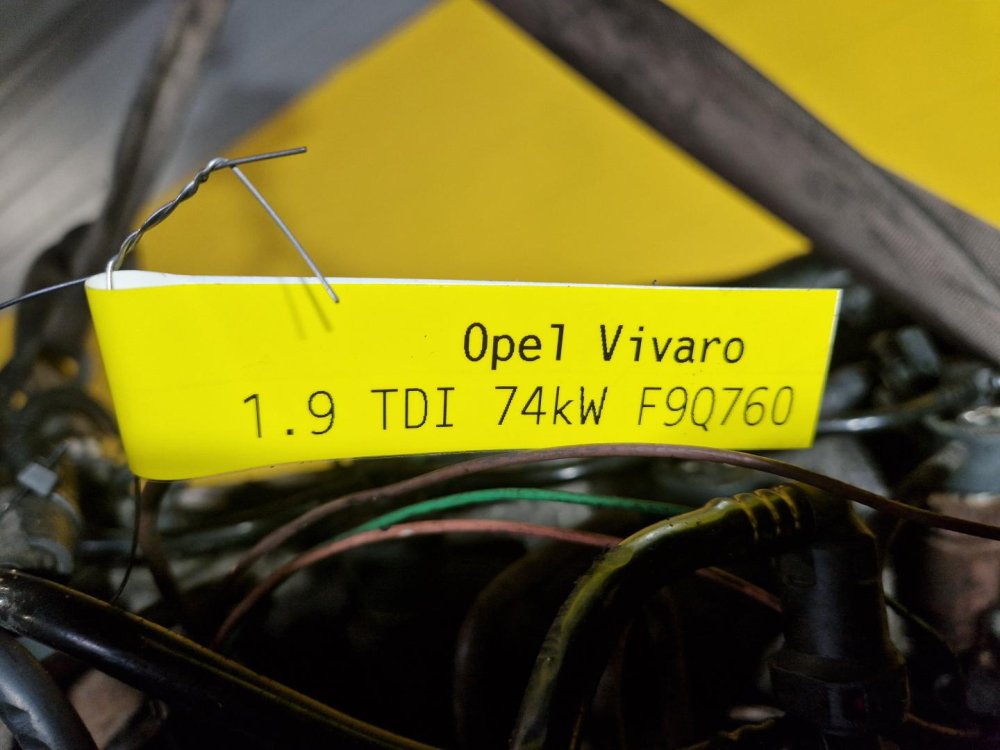 Opel Vivaro
1.9 TDI 74kW F9Q760